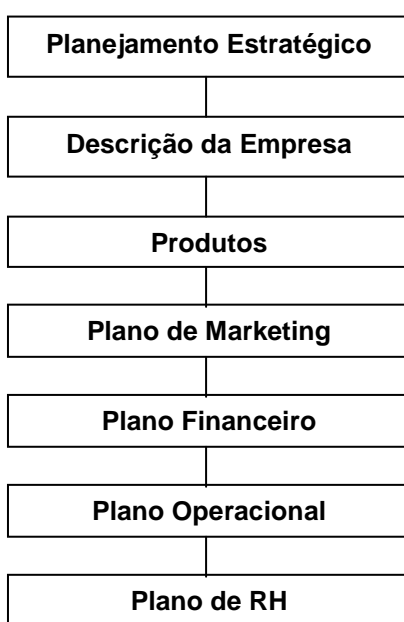 Planejamento Estratégico
Descrição da Empresa
Produtos
Plano de Marketing
Plano Financeiro
Plano Operacional
Plano de RH